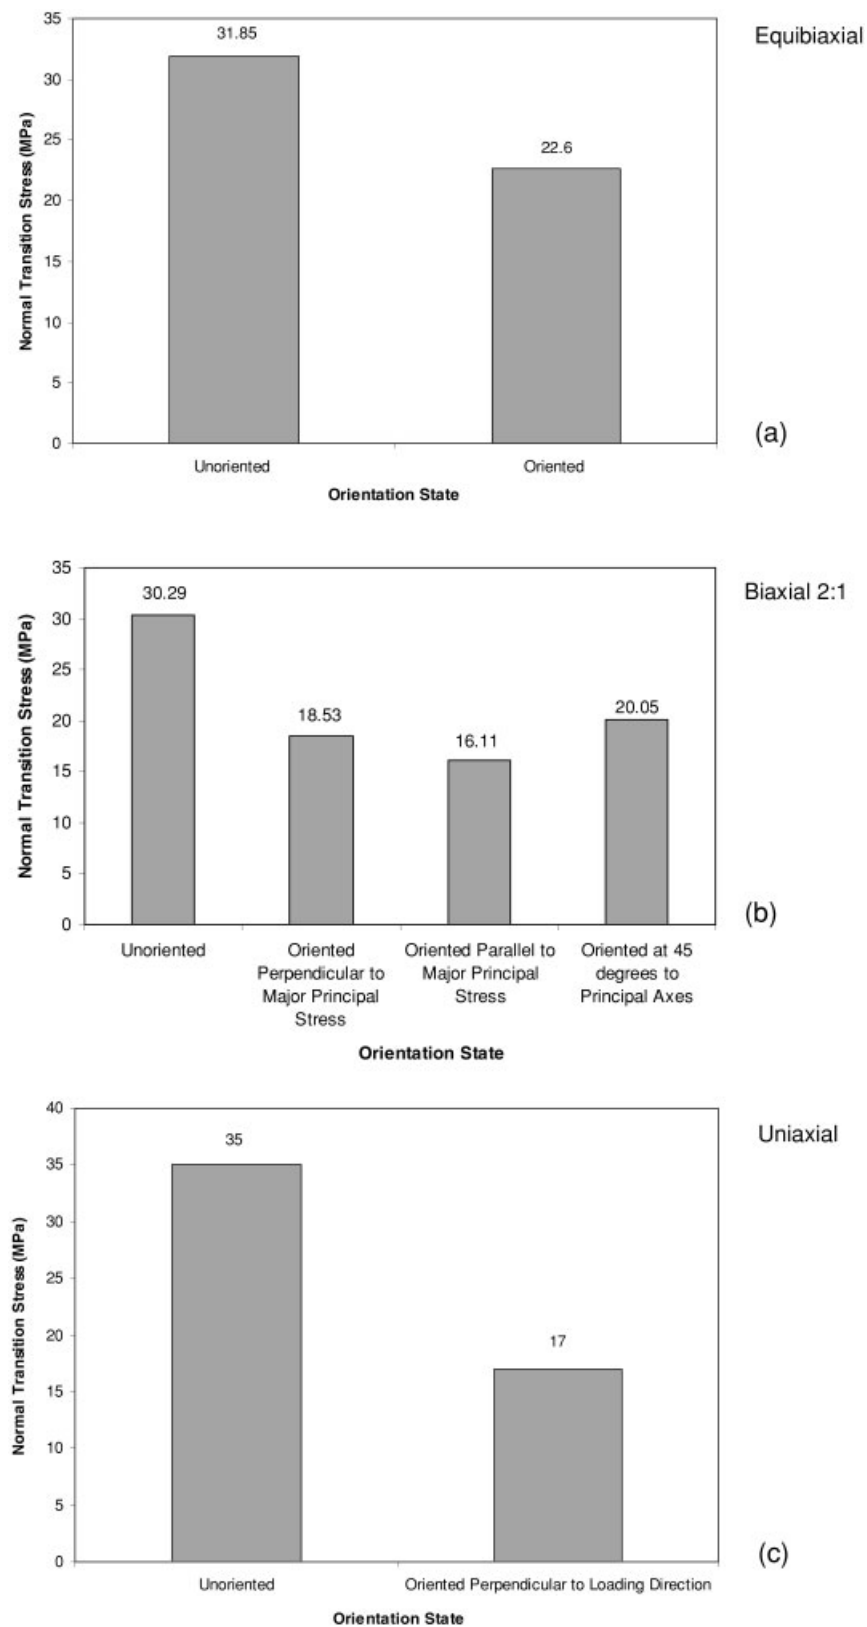 Equibiaxial
Normal Transition Stress (MPa)
35
30
25
20
15
10
5
0
31.85
22.6
Unoriented
Oriented
Orientation State
(a)
Biaxial 2:1
Normal Transition Stress (MPa)
35
30
25
20
15
10
5
0
30.29
18.53
16.11
20.05
Unoriented
Oriented
Perpendicular to
Major Principal
Stress
Oriented Parallel to
Major Principal
Stress
Oriented at 45
degrees to
Principal Axes
Orientation State
(b)
Uniaxial
Normal Transition Stress (MPa)
40
35
30
25
20
15
10
5
0
35
17
Unoriented
Oriented Perpendicular to Loading Direction
Orientation State
(c)